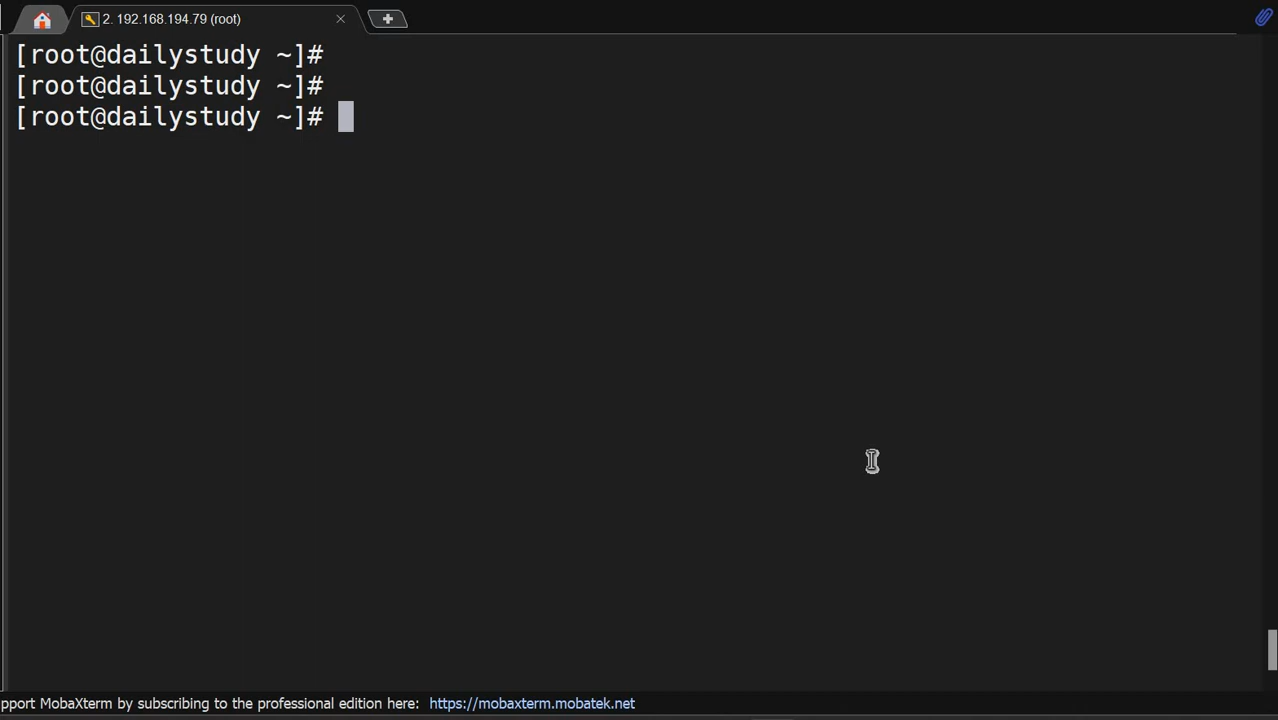 2. 192.168.194.79 (root)
[root@dailystudy ~]#
[root@dailystudy ~]#
[root@dailystudy ~]#
pport MobaXterm by subscribing to the professional edition here: https://mobaxterm.mobatek.net